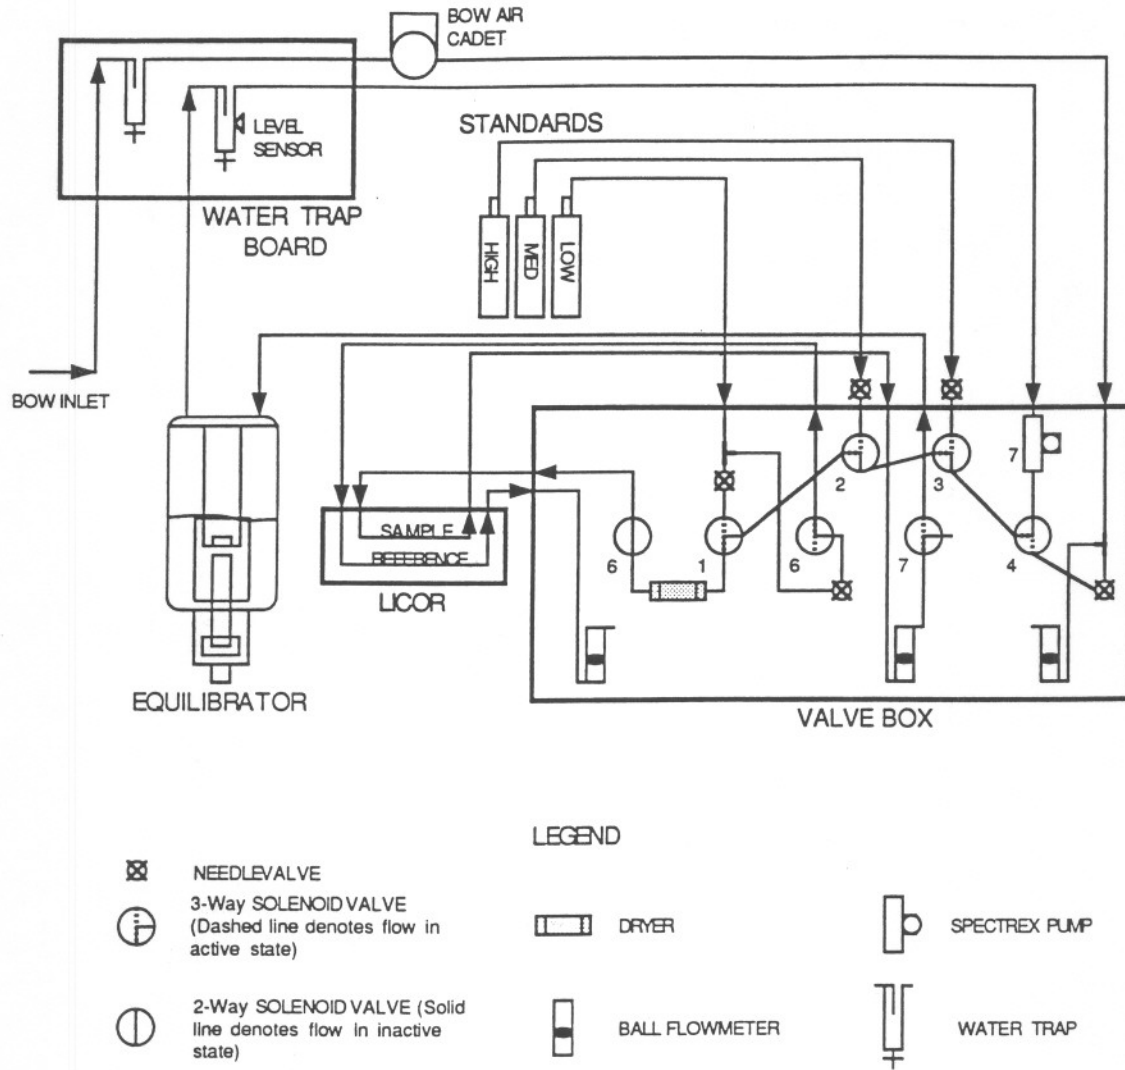 BOW AIR
CADET
LEVEL
SENSOR
STANDARDS
WATER TRAP
BOARD
HIGH
MED
LOW
BOW INLET
7
2
3
SAMPLE
REFERENCE
6
1
6
7
4
LICOR
EQUILIBRATOR
VALVE BOX
LEGEND
NEEDLEVALVE
3-Way SOLENOID VALVE
(Dashed line denotes flow in
active state)
DRYER
SPECTREX PUMP
2-Way SOLENOID VALVE (Solid
line denotes flow in inactive
state)
BALL FLOWMETER
WATER TRAP